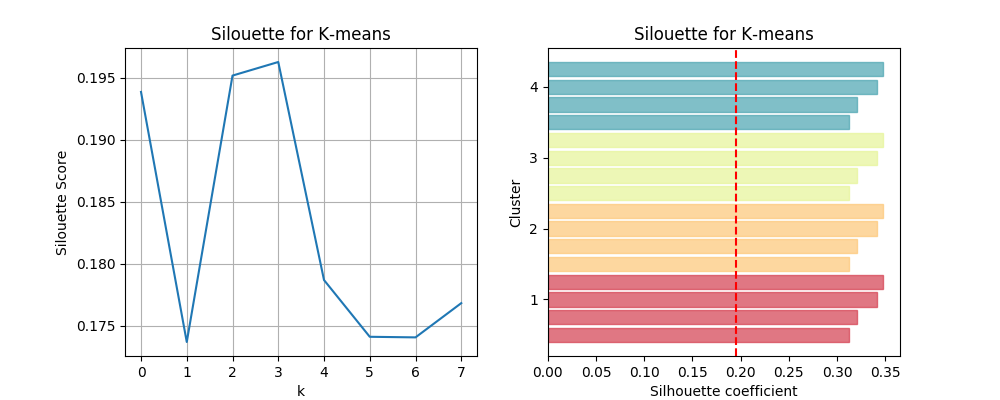 Silouette for K-means
Silouette Score
0.195
0.190
0.185
0.180
0.175
0 1 2 3 4 5 6 7
k
Silouette for K-means
Cluster
4
3
2
1
0.00 0.05 0.10 0.15 0.20 0.25 0.30 0.35
Silhouette coefficient